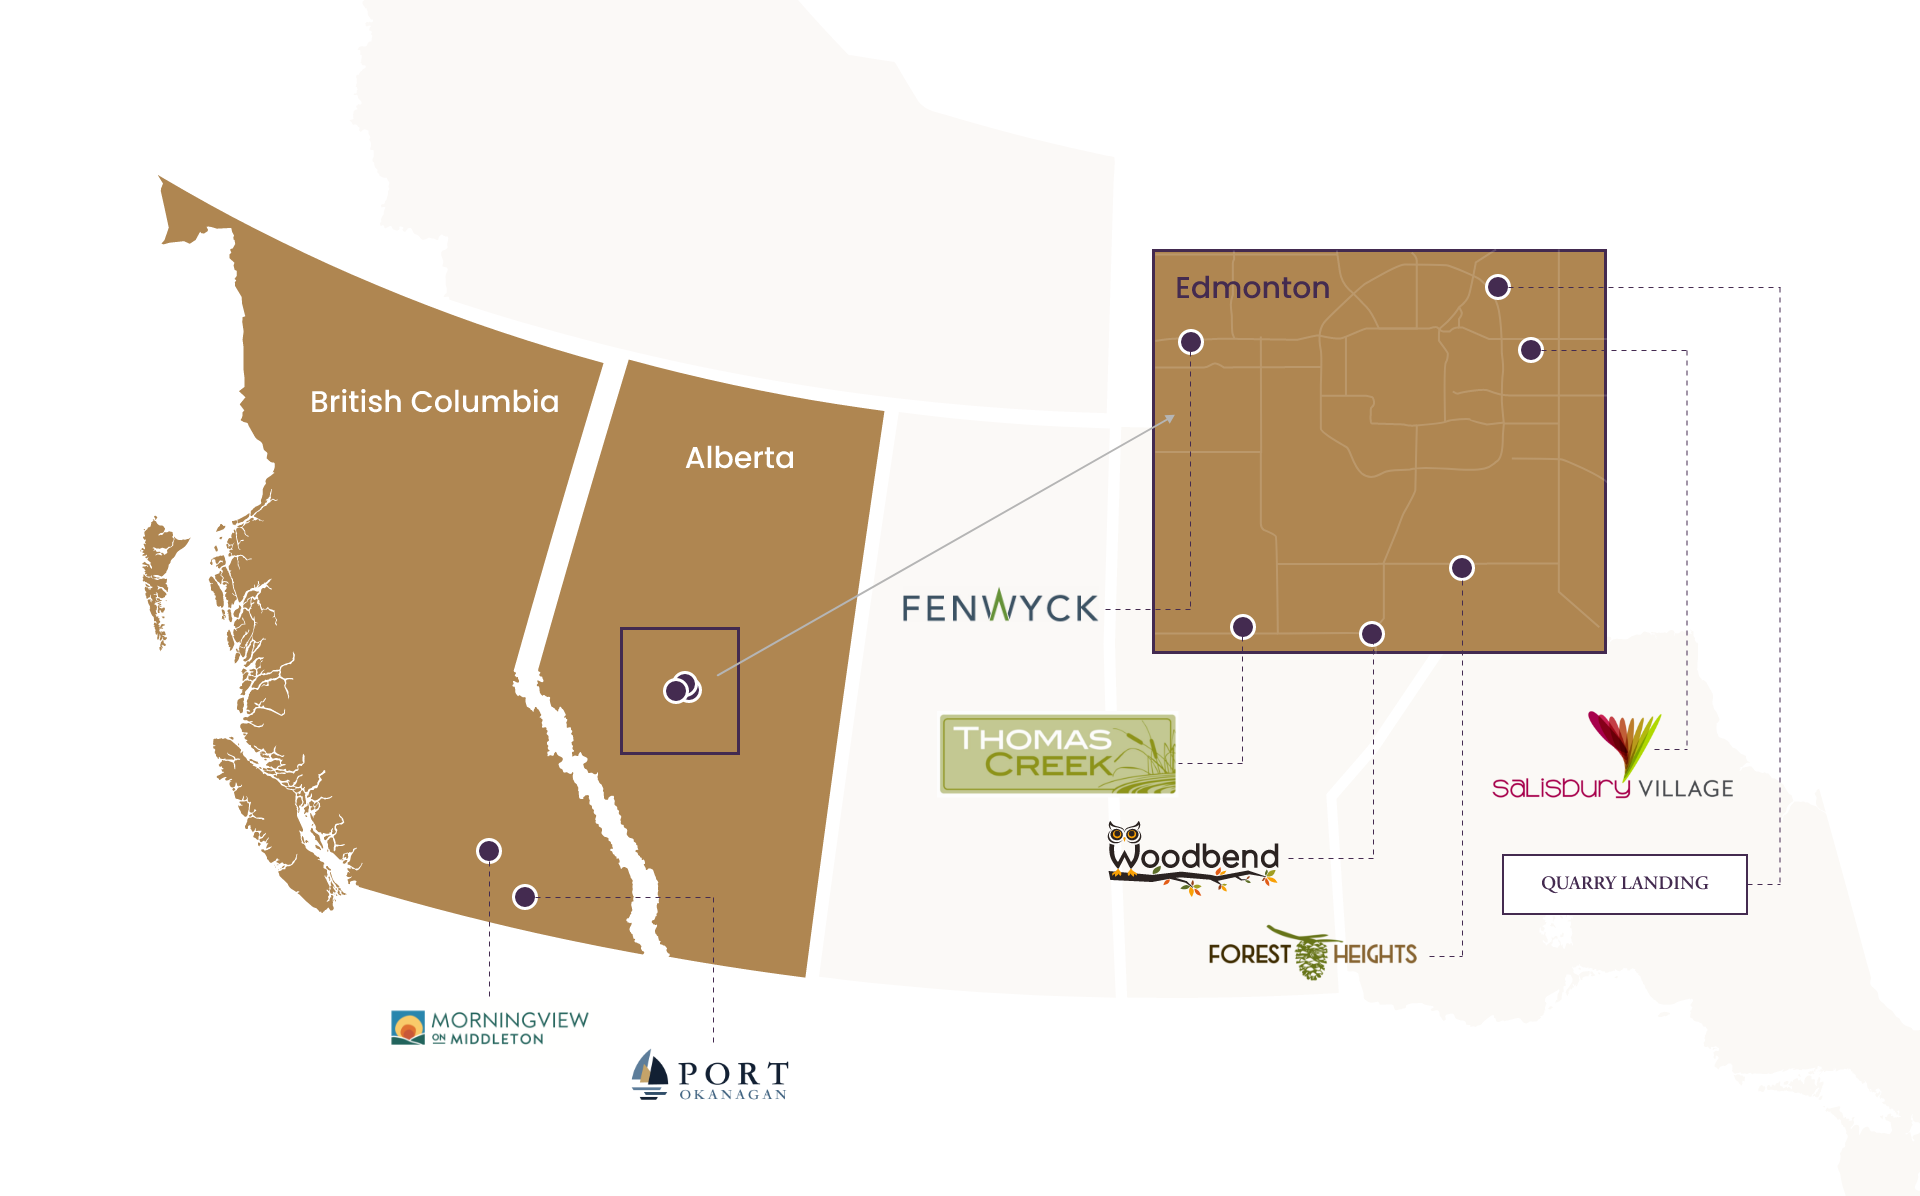 Edmonton
British Columbia
Alberta
FENWYCK
THOMAS
CREEK
SALISBURY VILLAGE
Woodbend
QUARRY LANDING
FOREST HEIGHTS
MORNINGVIEW
ON MIDDLETON
PORT
OKANAGAN